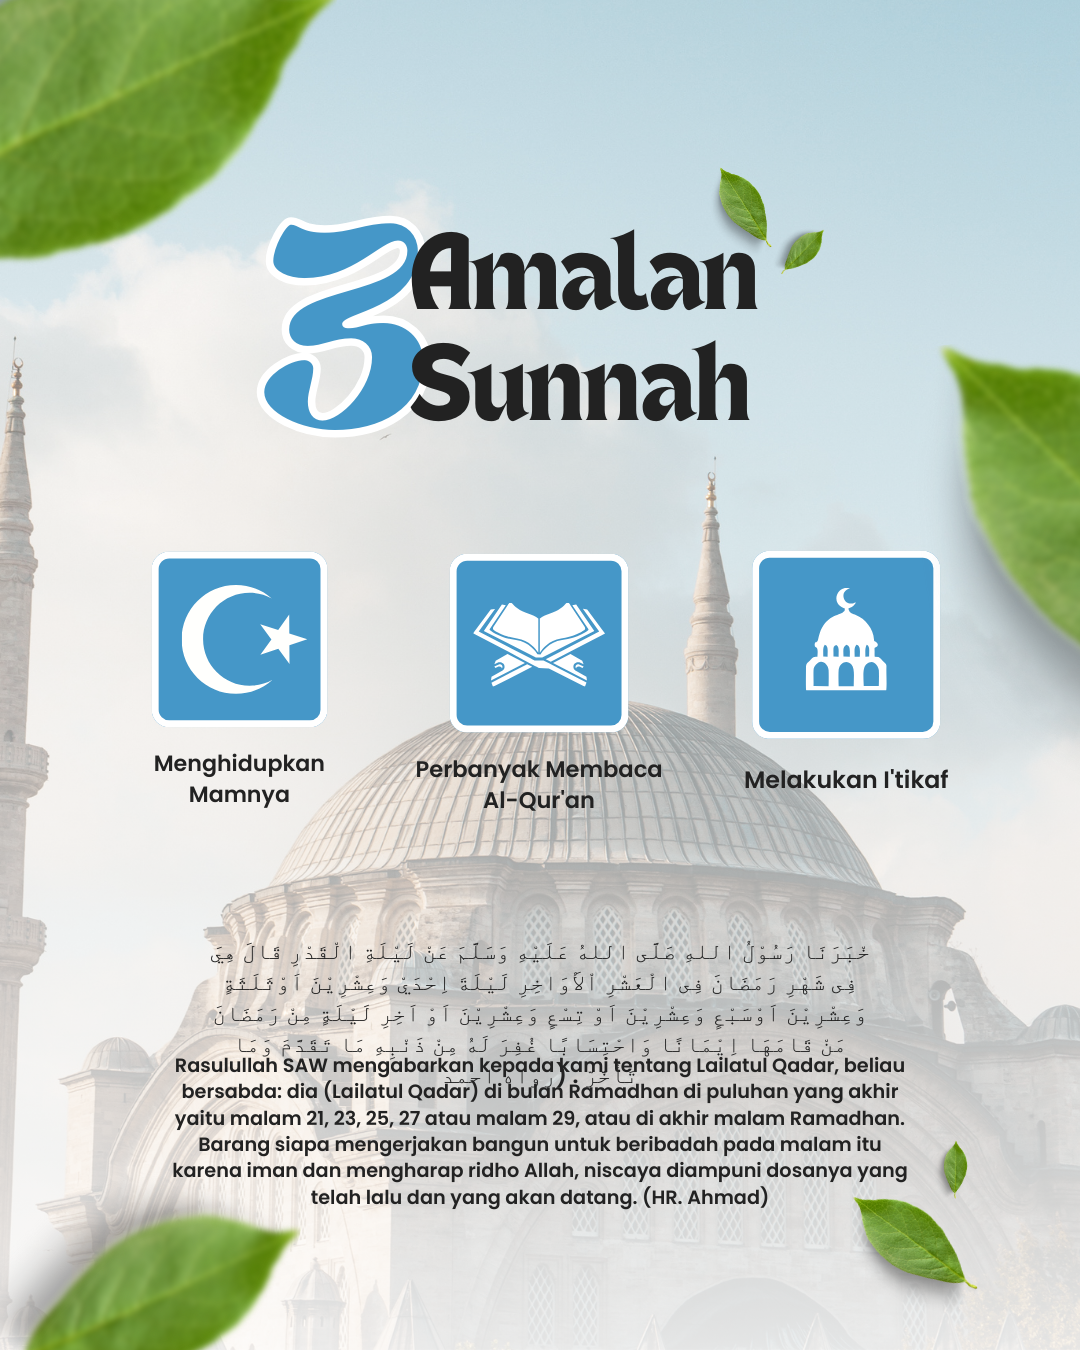 3 Amalan
Sunnah
Menghidupkan
Mamnya
Perbanyak Membaca
Al-Qur'an
Melakukan I'tikaf
خْبَرَنَا رَسُوْلُ اللهِ صَلَّى اللهُ عَلَيْهِ وَسَلَّمَ عَنْ لَيْلَةِ الْقَدْرِ قَالَ هِيَ
فِى شَهْرِ رَمَضَانَ فِى الْعَشْرِ اْلأَوَاخِرِ لَيْلَةَ اِحْدَيْ وَعِشْرِيْنَ اَوْثَلَثَةٍ
وَعِشْرِيْنَ اَوْسَبْعٍ وَعِشْرِيْنَ اَوْ تِسْعٍ وَعِشْرِيْنَ اَوْ اَخِرِ لَيْلَةٍ مِنْ رَمَضَانَ
مَنْ قَامَهَا اِيْمَانًا وَاحْتِسَابًا غُفِرَ لَهُ مِنْ ذَنْبِهِ مَا تَقَدَّمَ وَمَا
تَأَخَّرَ . (رواه احمد
Rasulullah SAW mengabarkan kepada kami tentang Lailatul Qadar, beliau
bersabda: dia (Lailatul Qadar) di bulan Ramadhan di puluhan yang akhir
yaitu malam 21, 23, 25, 27 atau malam 29, atau di akhir malam Ramadhan.
Barang siapa mengerjakan bangun untuk beribadah pada malam itu
karena iman dan mengharap ridho Allah, niscaya diampuni dosanya yang
telah lalu dan yang akan datang. (HR. Ahmad)